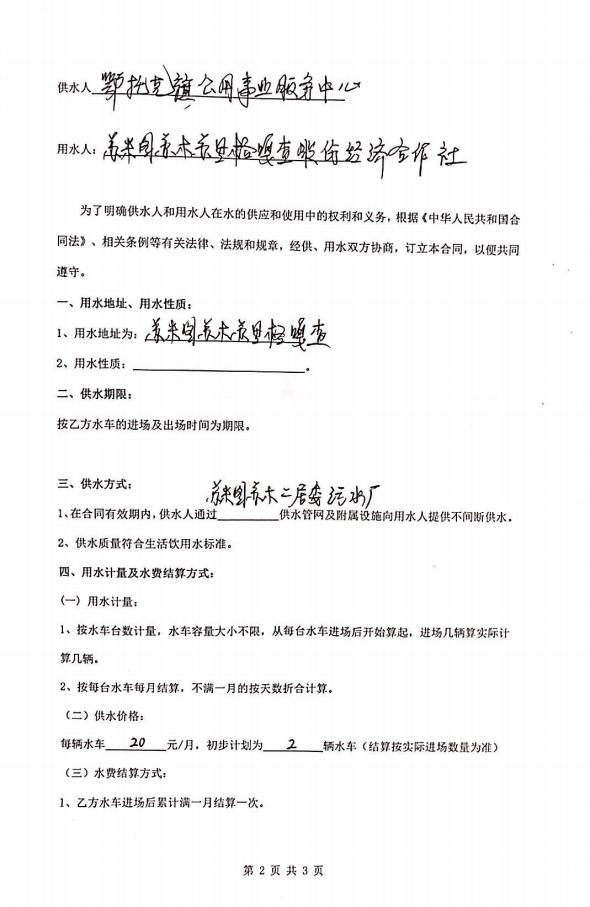 供水人 鄂托克旗公用事业服务中心
用水人：苏米图苏木苏里格嘎查股份经济合作社
为了明确供水人和用水人在水的供应和使用中的权利和义务，根据《中华人民共和国合
同法》、相关条例等有关法律、法规和规章，经供、用水双方协商，订立本合同，以便共同
遵守。
一、用水地址、用水性质：
1、用水地址为：苏米图苏木苏里格嘎查
2、用水性质：____________________。
二、供水期限：
按乙方水车的进场及出场时间为期限。
三、供水方式：
苏米图苏木二居委污水厂
1、在合同有效期内，供水人通过________供水管网及附属设施向用水人提供不间断供水。
2、供水质量符合生活饮用水标准。
四、用水计量及水费结算方式：
(一) 用水计量：
1、按水车台数计量，水车容量大小不限，从每台水车进场后开始算起，进场几辆算实际计
算几辆。
2、按每台水车每月结算，不满一月的按天数折合计算。
（二）供水价格：
每辆水车 20 元/月，初步计划为 2 辆水车（结算按实际进场数量为准）
（三）水费结算方式：
1、乙方水车进场后累计满一月结算一次。
第 2 页 共 3 页